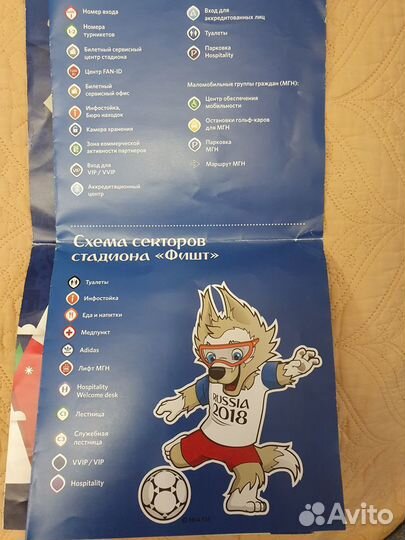 Номер входа
Номера
турникетов
Билетный сервисный
центр стадиона
Центр FAN-ID
Билетный
сервисный офис
Инфостойка,
Бюро находок
Камера хранения
Зона коммерческой
активности партнеров
VIP
Вход для
VIP / VVIP
Аккредитационный
центр
Вход для
аккредитованных лиц
Туалеты
Парковка
Hospitality
Маломобильные группы граждан (МГН):
Центр обеспечения
мобильности
Остановки гольф-каров
для МГН
Парковка
МГН
Маршрут МГН
Схема секторов
стадиона «Фишт»
Туалеты
Инфостойка
Еда и напитки
Медпункт
Adidas
Лифт МГН
Hospitality
Welcome desk
Лестница
Служебная
лестница
VVIP / VIP
Hospitality
RUSSIA
2018
Avito